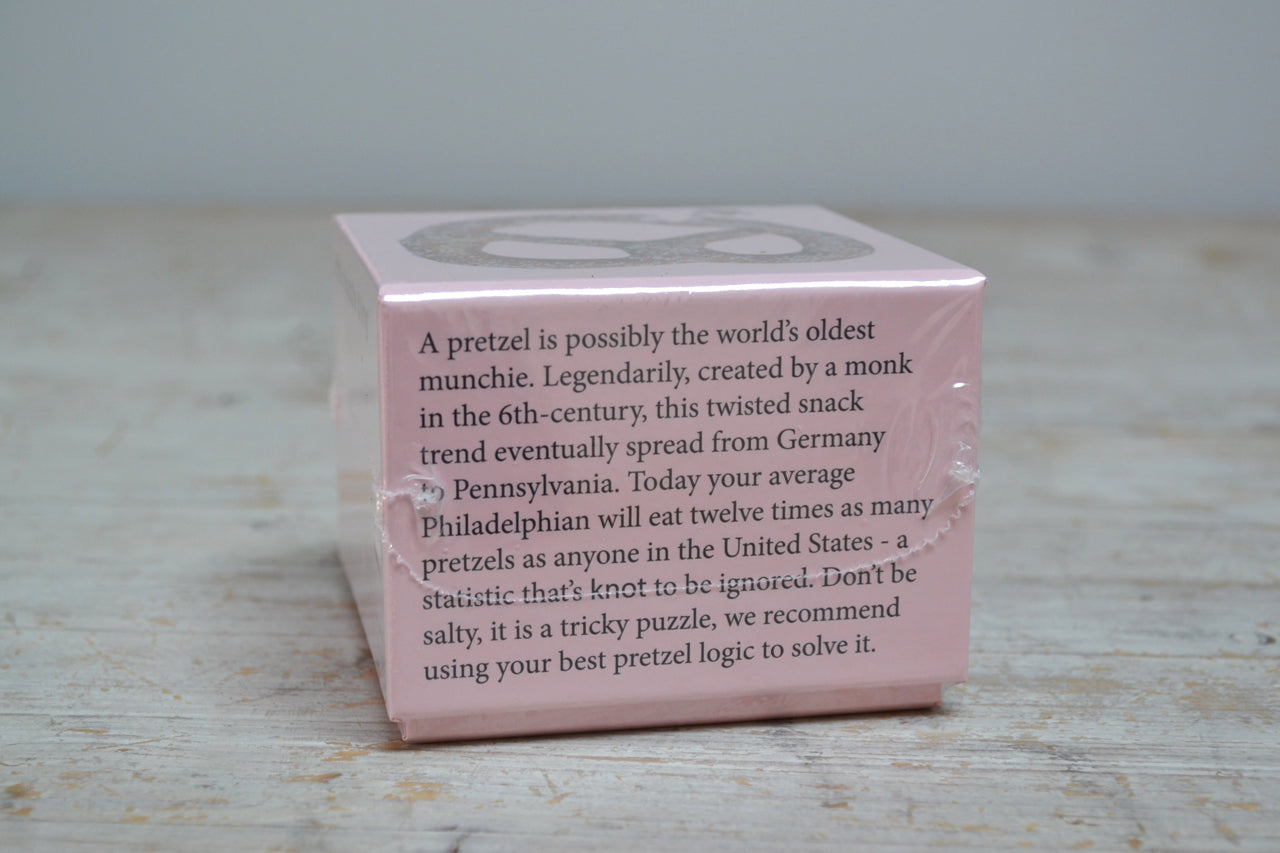 A pretzel is possibly the world's oldest
munchie. Legendarily, created by a monk
in the 6th-century, this twisted snack
trend eventually spread from Germany
to Pennsylvania. Today your average
Philadelphian will eat twelve times as many
pretzels as anyone in the United States - a
statistic that's knot to be ignored. Don't be
salty, it is a tricky puzzle, we recommend
using your best pretzel logic to solve it.